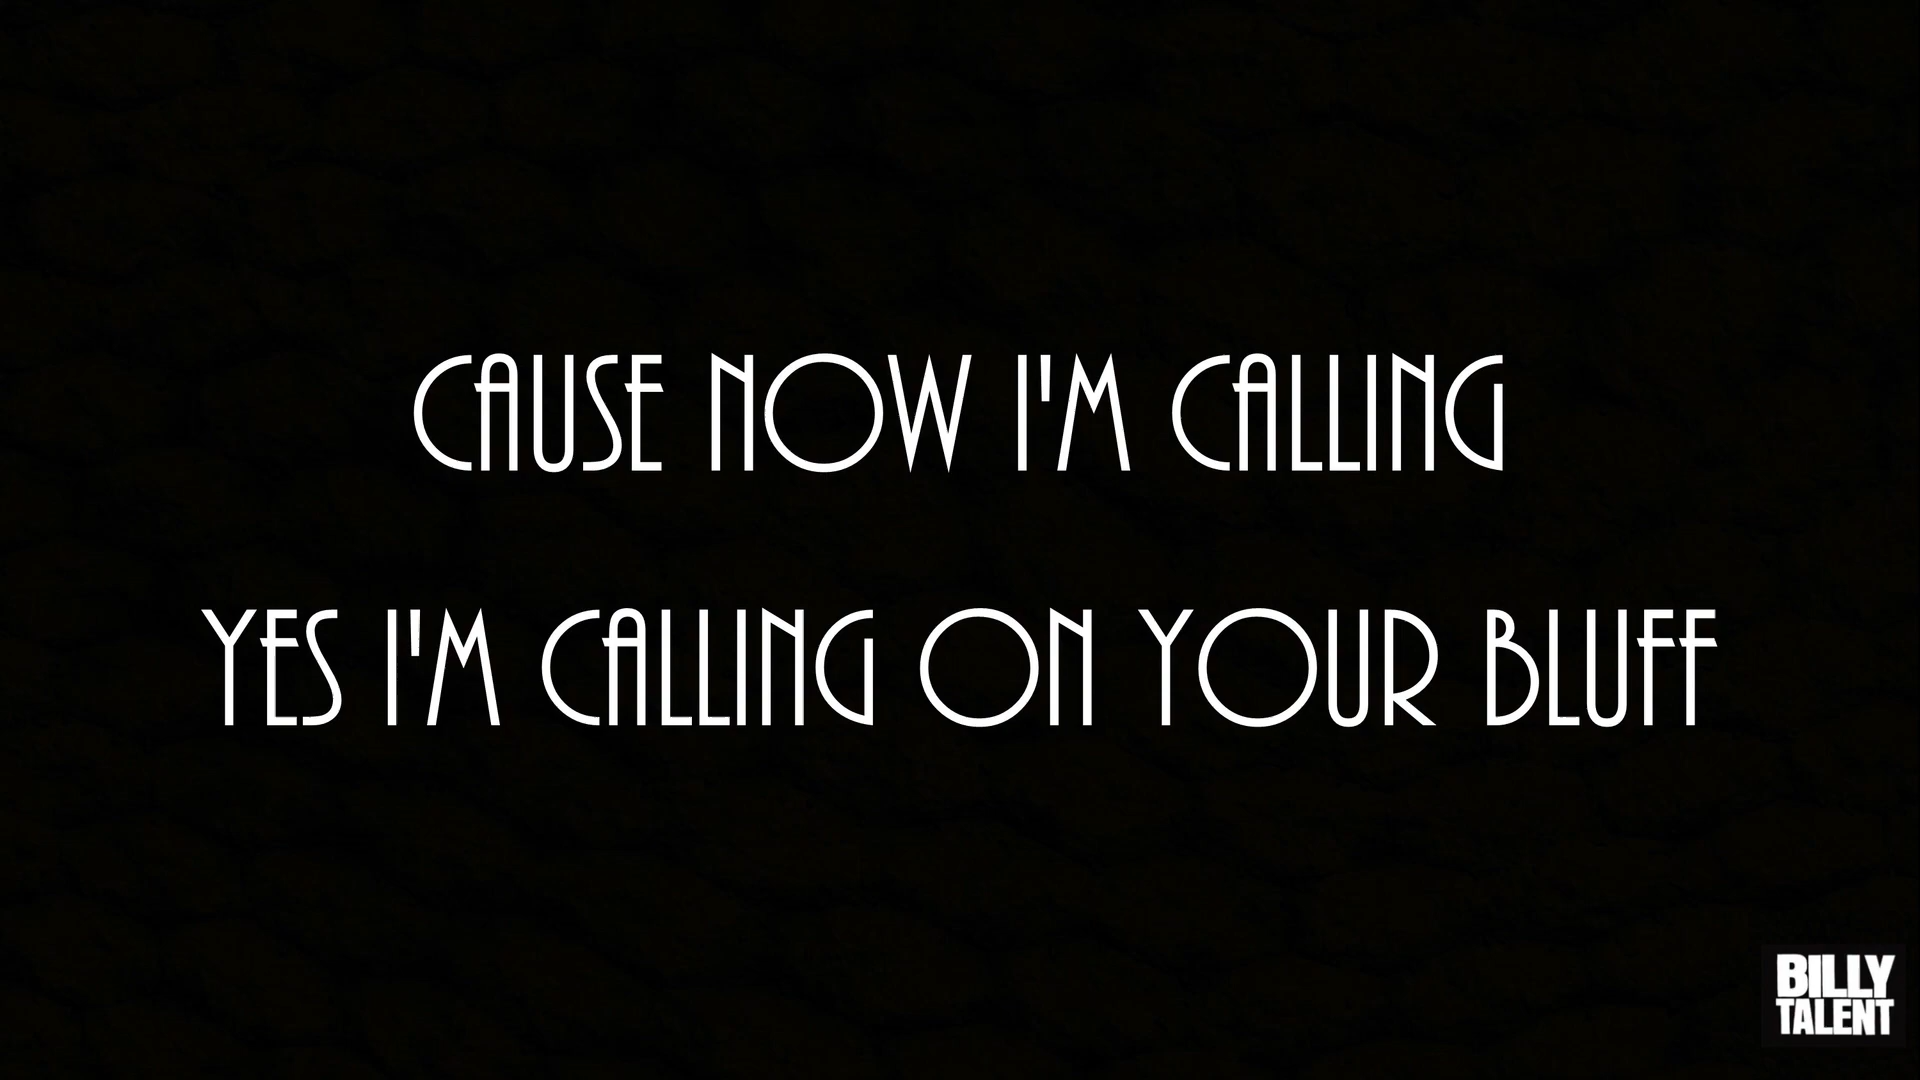 CAUSE NOW I'M CALLING
YES I'M CALLING ON YOUR BLUFF
BILLY
TALENT